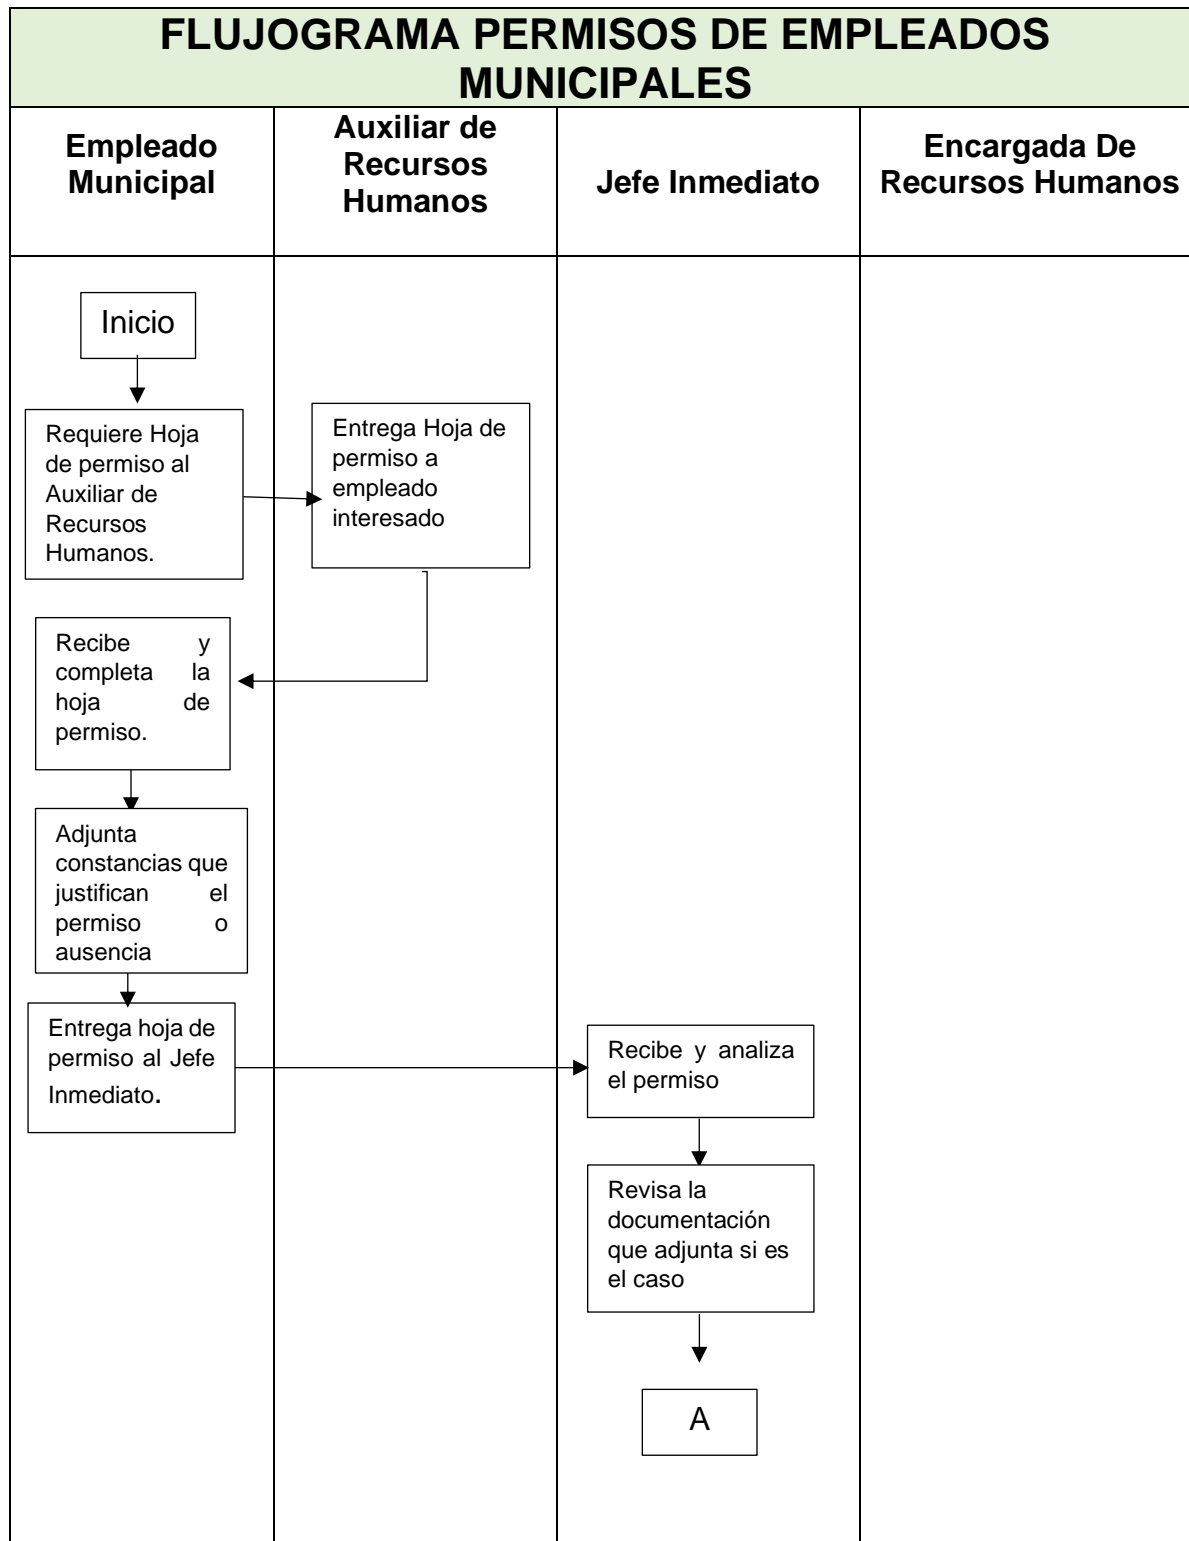 FLUJOGRAMA PERMISOS DE EMPLEADOS
MUNICIPALES
Empleado
Municipal
Auxiliar de
Recursos
Humanos
Jefe Inmediato
Encargada De
Recursos Humanos
Inicio
Requiere Hoja
de permiso al
Auxiliar de
Recursos
Humanos.
Entrega Hoja de
permiso a
empleado
interesado
Recibe y
completa la
hoja de
permiso.
Adjunta
constancias que
justifican el
permiso o
ausencia
Entrega hoja de
permiso al Jefe
Inmediato.
Recibe y analiza
el permiso
Revisa la
documentación
que adjunta si es
el caso
A